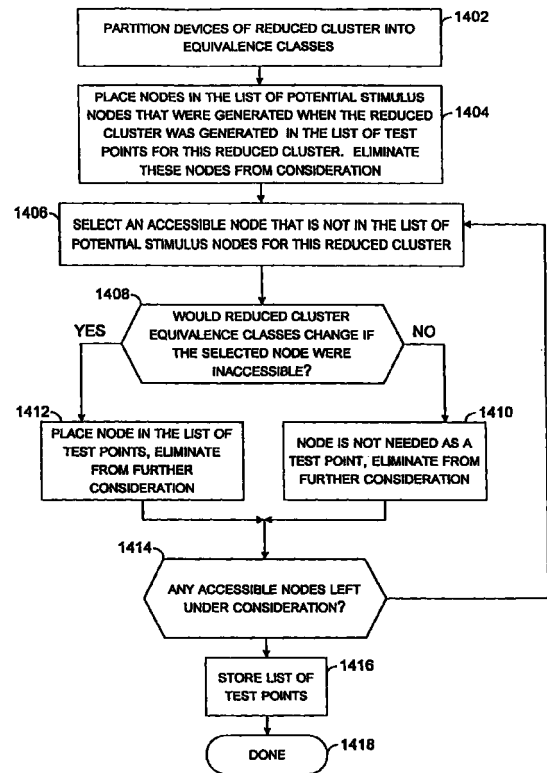 1402
PARTITION DEVICES OF REDUCED CLUSTER INTO
EQUIVALENCE CLASSES
1404
PLACE NODES IN THE LIST OF POTENTIAL STIMULUS
NODES THAT WERE GENERATED WHEN THE REDUCED
CLUSTER WAS GENERATED IN THE LIST OF TEST
POINTS FOR THIS REDUCED CLUSTER. ELIMINATE
THESE NODES FROM CONSIDERATION
1406
SELECT AN ACCESSIBLE NODE THAT IS NOT IN THE LIST OF
POTENTIAL STIMULUS NODES FOR THIS REDUCED CLUSTER
1408
WOULD REDUCED CLUSTER
EQUIVALENCE CLASSES CHANGE IF
THE SELECTED NODE WERE
INACCESSIBLE?
YES
NO
1412
PLACE NODE IN THE LIST OF
TEST POINTS, ELIMINATE
FROM FURTHER
CONSIDERATION
1410
NODE IS NOT NEEDED AS A
TEST POINT, ELIMINATE FROM
FURTHER CONSIDERATION
1414
ANY ACCESSIBLE NODES LEFT
UNDER CONSIDERATION?
1416
STORE LIST OF
TEST POINTS
DONE
1418